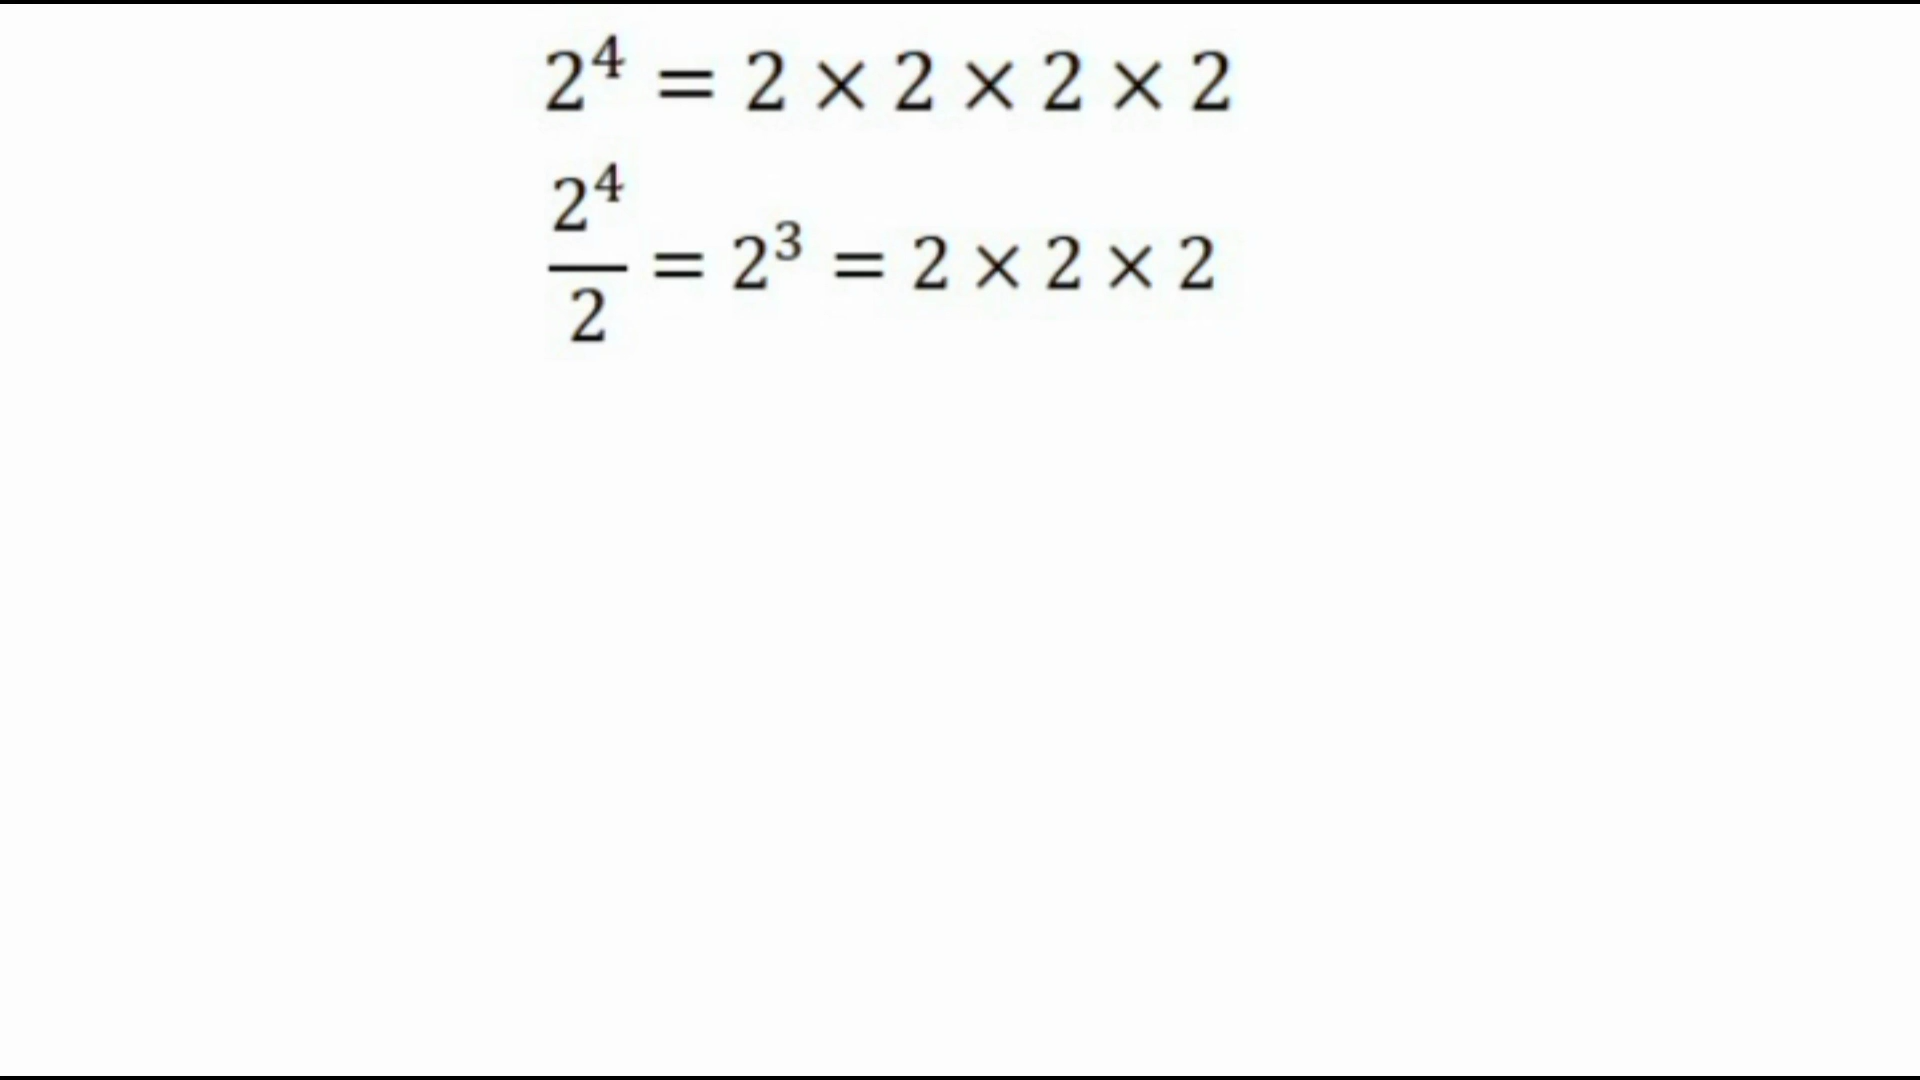 2⁴ = 2 × 2 × 2 × 2
2⁴/2 = 2³ = 2 × 2 × 2